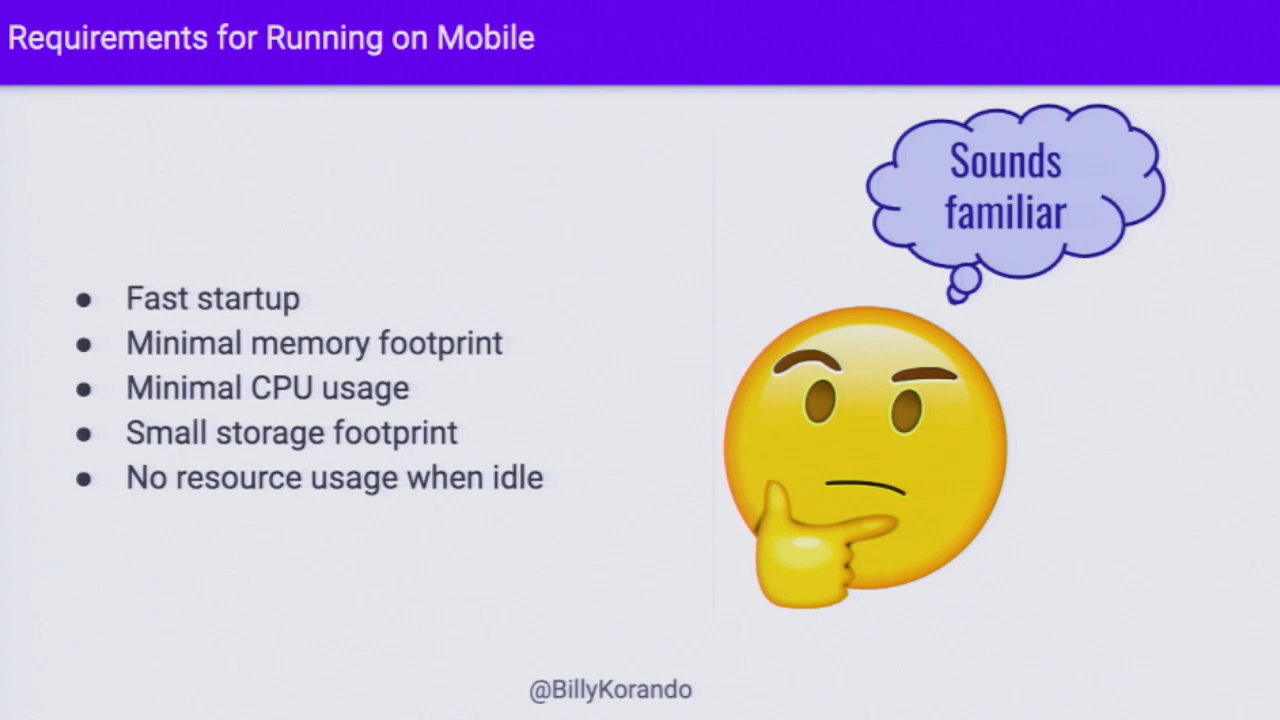 Requirements for Running on Mobile
Sounds
familiar
● Fast startup
● Minimal memory footprint
● Minimal CPU usage
● Small storage footprint
● No resource usage when idle
@BillyKorando